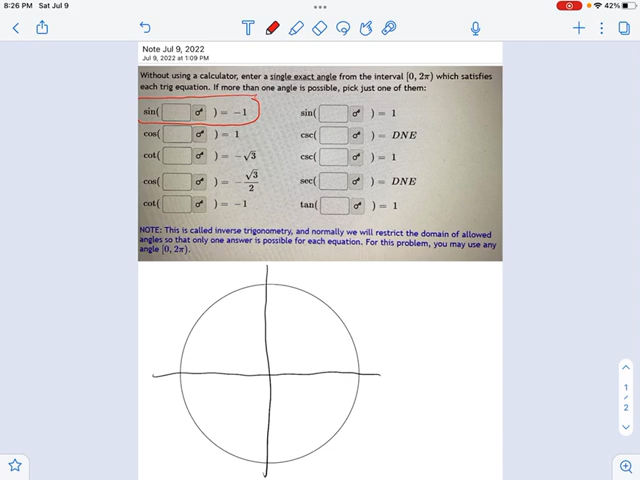 8:26 PM Sat Jul 9
42%
Note Jul 9, 2022
Jul 9, 2022 at 1:09 PM
Without using a calculator, enter a single exact angle from the interval [0, 2π) which satisfies
each trig equation. If more than one angle is possible, pick just one of them:
sin( ) = −1
sin( ) = 1
cos( ) = 1
csc( ) = DNE
cot( ) = −√3
csc( ) = 1
cos( ) = −√3/2
sec( ) = DNE
cot( ) = −1
tan( ) = 1
NOTE: This is called inverse trigonometry, and normally we will restrict the domain of allowed
angles so that only one answer is possible for each equation. For this problem, you may use any
angle [0, 2π).
1
/
2